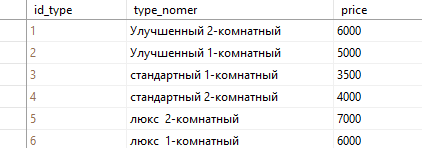 id_type type_nomer price
1 Улучшенный 2-комнатный 6000
2 Улучшенный 1-комнатный 5000
3 стандартный 1-комнатный 3500
4 стандартный 2-комнатный 4000
5 люкс 2-комнатный 7000
6 люкс 1-комнатный 6000